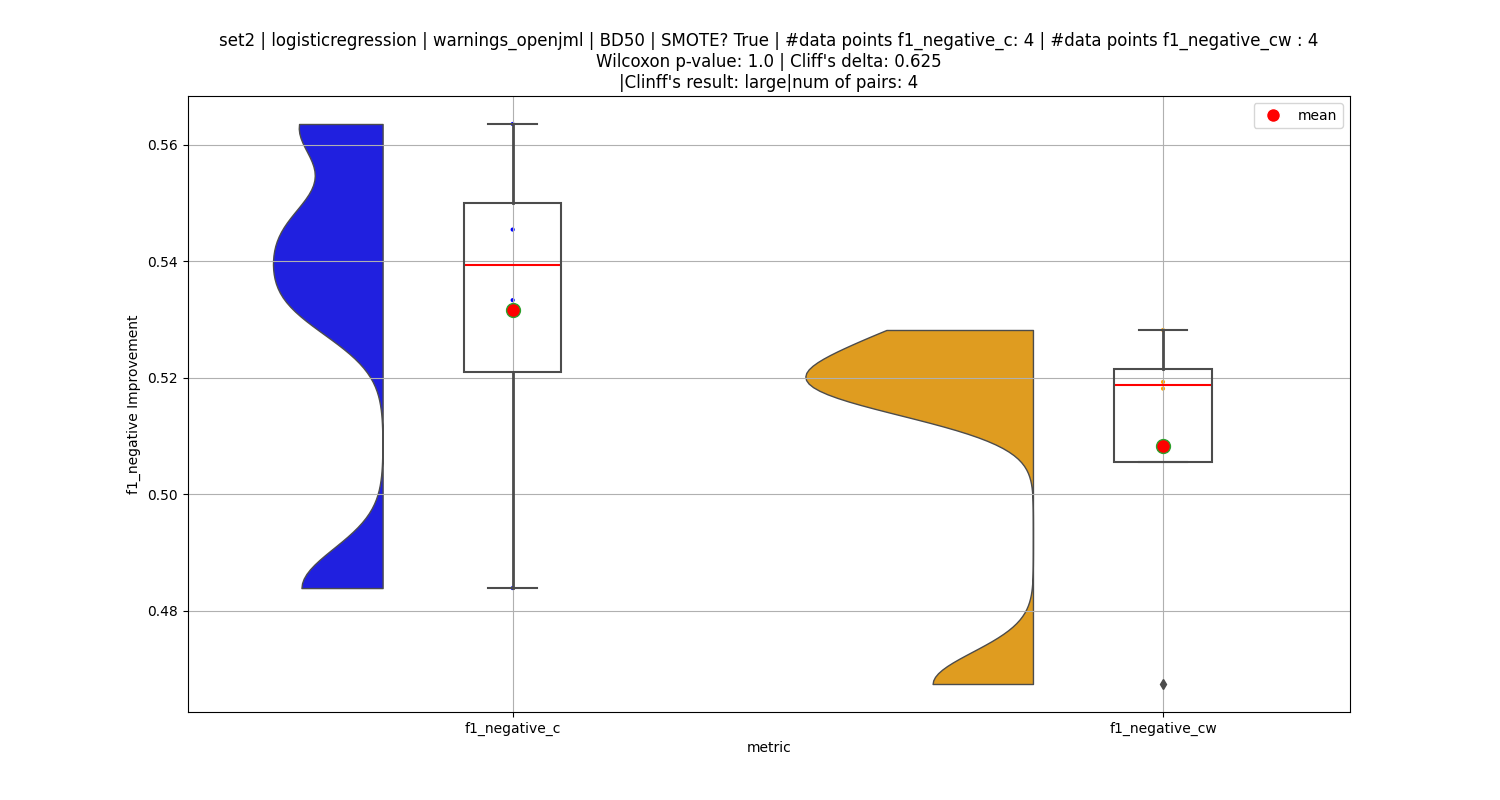 set2 | logisticregression | warnings_openjml | BD50 | SMOTE? True | #data points f1_negative_c: 4 | #data points f1_negative_cw : 4
Wilcoxon p-value: 1.0 | Cliff's delta: 0.625
|Clinff's result: large|num of pairs: 4
mean
0.56
0.54
0.52
0.50
0.48
f1_negative Improvement
f1_negative_c
f1_negative_cw
metric